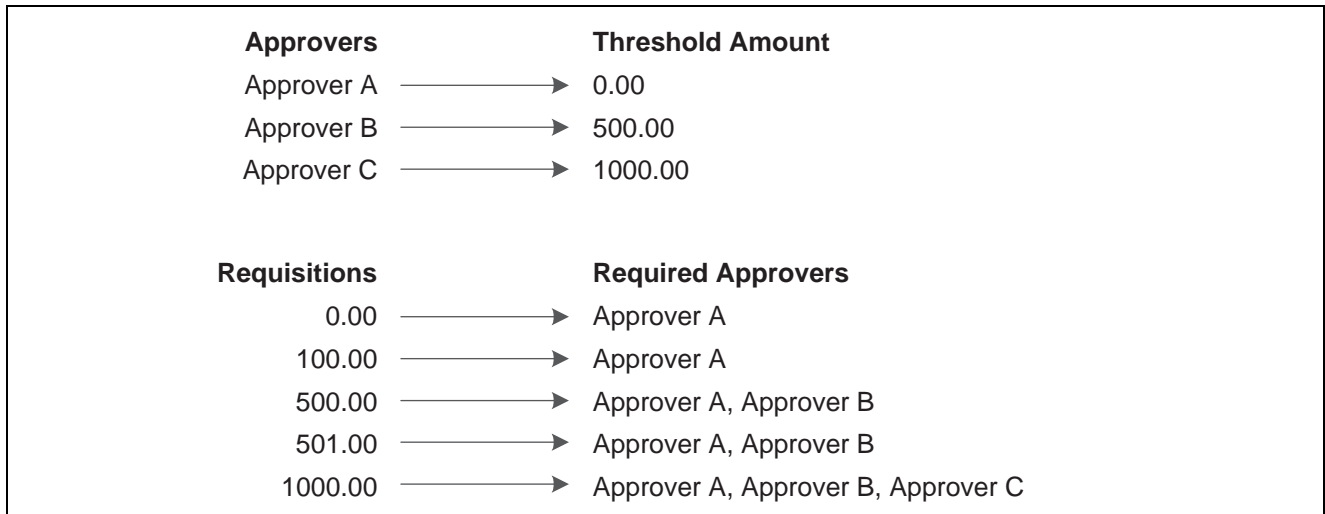 Approvers Threshold Amount
Approver A 0.00
Approver B 500.00
Approver C 1000.00
Requisitions Required Approvers
0.00 Approver A
100.00 Approver A
500.00 Approver A, Approver B
501.00 Approver A, Approver B
1000.00 Approver A, Approver B, Approver C